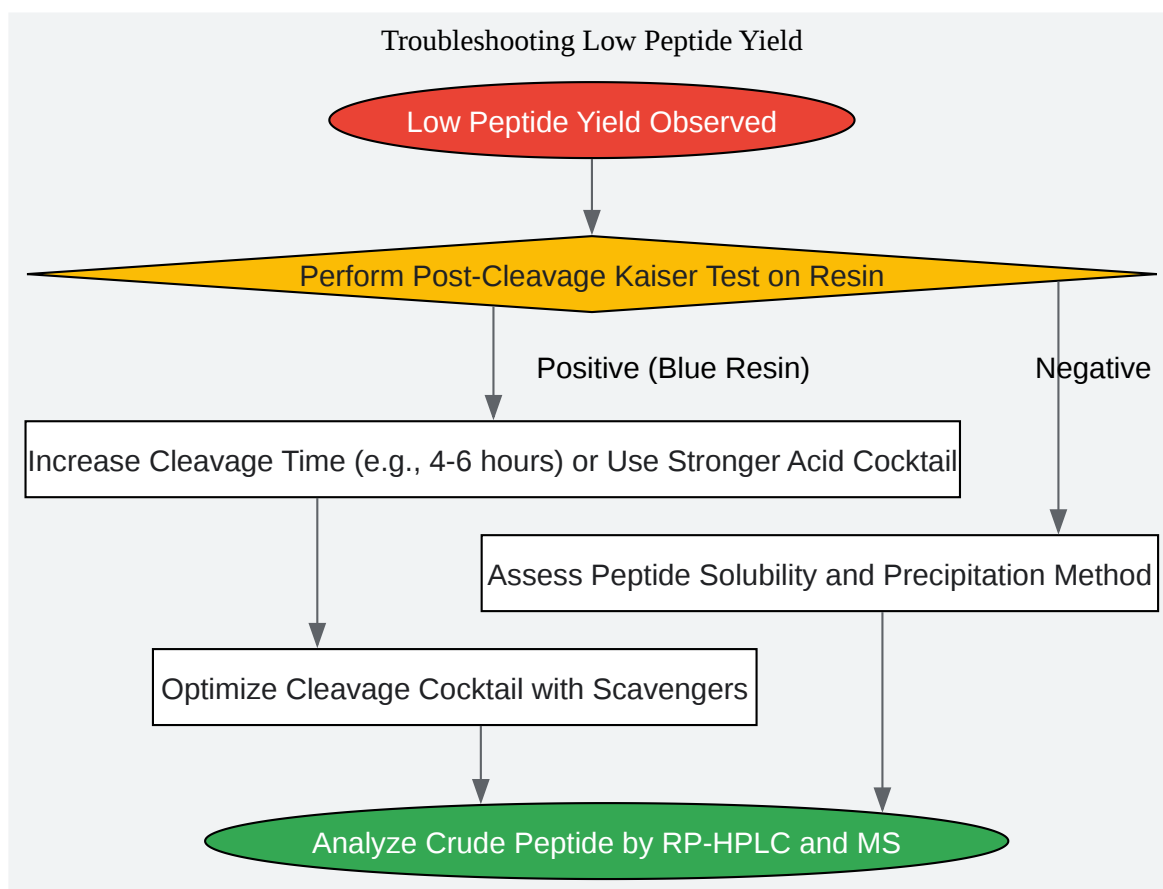 Troubleshooting Low Peptide Yield
Low Peptide Yield Observed
Perform Post-Cleavage Kaiser Test on Resin
Positive (Blue Resin)
Negative
Increase Cleavage Time (e.g., 4-6 hours) or Use Stronger Acid Cocktail
Assess Peptide Solubility and Precipitation Method
Optimize Cleavage Cocktail with Scavengers
Analyze Crude Peptide by RP-HPLC and MS